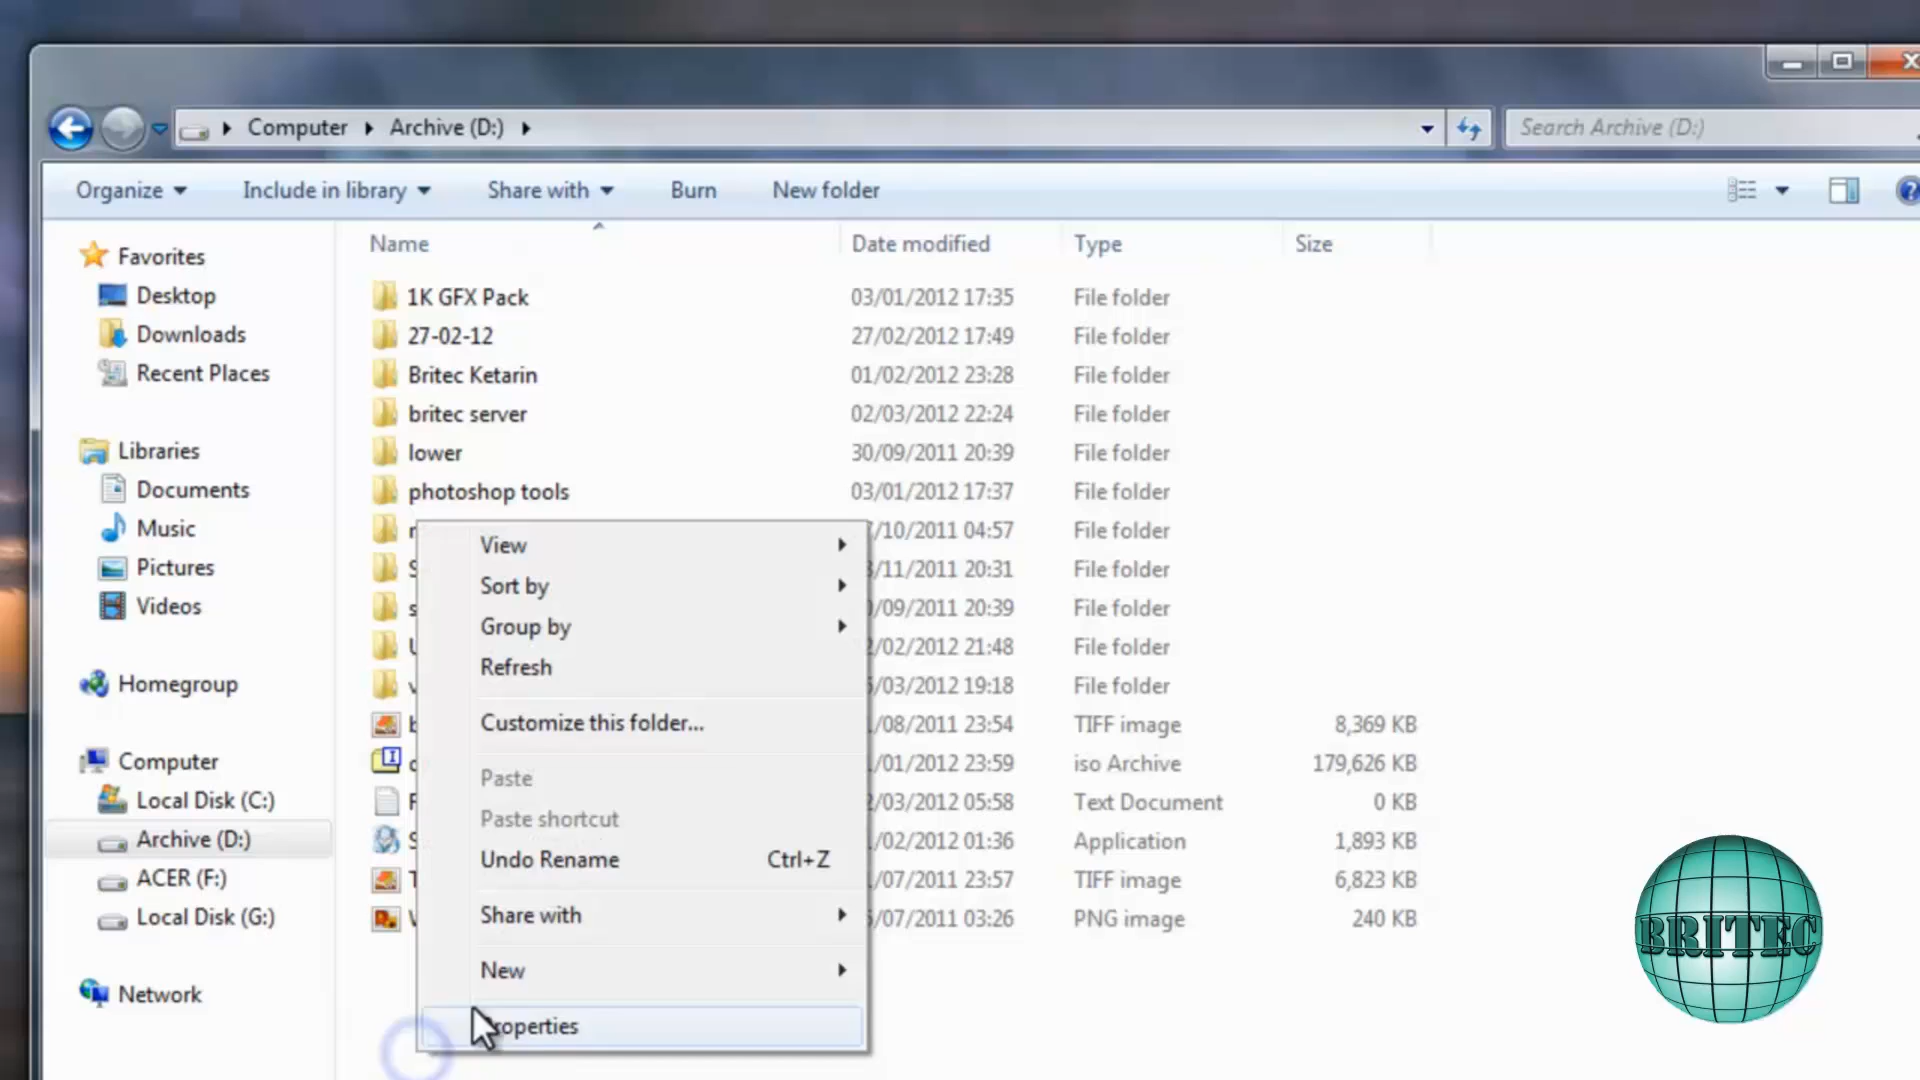 Computer Archive (D:)
Search Archive (D:)
Organize Include in library Share with Burn New folder
Name Date modified Type Size
Favorites
Desktop
Downloads
Recent Places
Libraries
Documents
Music
Pictures
Videos
Homegroup
Computer
Local Disk (C:)
Archive (D:)
ACER (F:)
Local Disk (G:)
Network
1K GFX Pack 03/01/2012 17:35 File folder
27-02-12 27/02/2012 17:49 File folder
Britec Ketarin 01/02/2012 23:28 File folder
britec server 02/03/2012 22:24 File folder
lower 30/09/2011 20:39 File folder
photoshop tools 03/01/2012 17:37 File folder
/10/2011 04:57 File folder
/11/2011 20:31 File folder
/09/2011 20:39 File folder
/02/2012 21:48 File folder
/03/2012 19:18 File folder
/08/2011 23:54 TIFF image 8,369 KB
/01/2012 23:59 iso Archive 179,626 KB
/03/2012 05:58 Text Document 0 KB
/02/2012 01:36 Application 1,893 KB
/07/2011 23:57 TIFF image 6,823 KB
/07/2011 03:26 PNG image 240 KB
View
Sort by
Group by
Refresh
Customize this folder...
Paste
Paste shortcut
Undo Rename Ctrl+Z
Share with
New
roperties
BRITEC